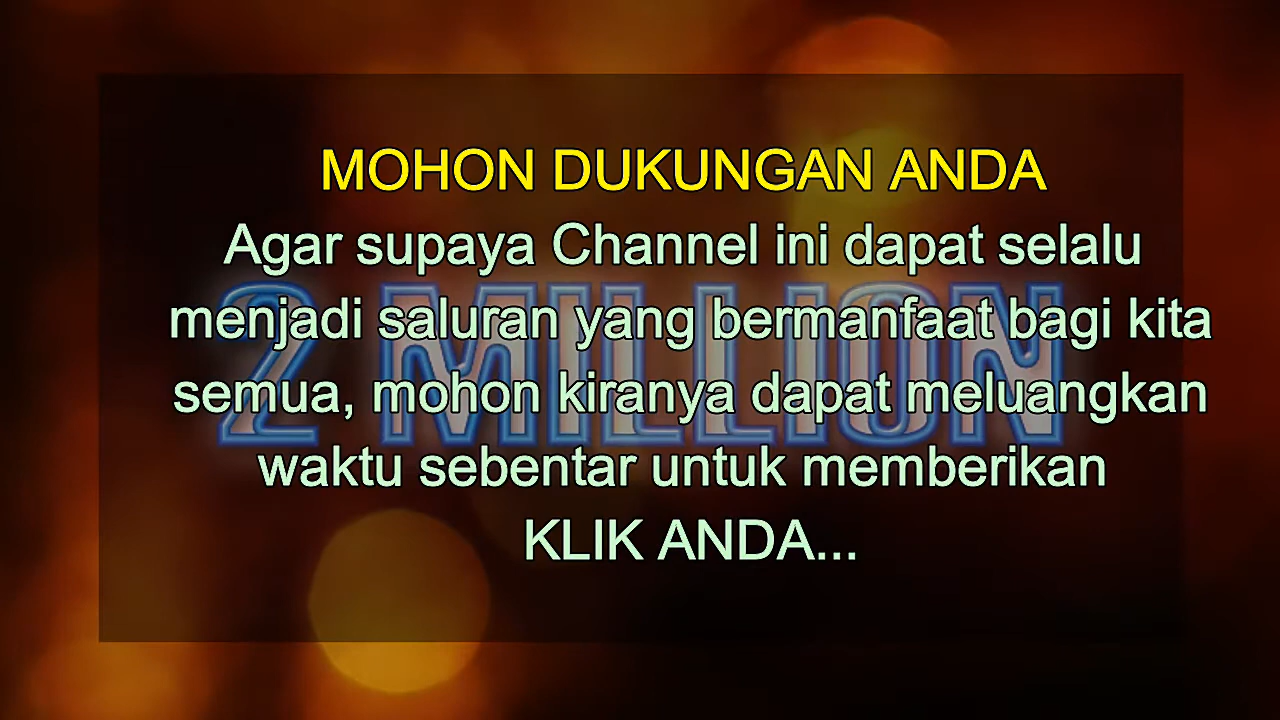 MOHON DUKUNGAN ANDA
Agar supaya Channel ini dapat selalu
menjadi saluran yang bermanfaat bagi kita
2 MILLION
semua, mohon kiranya dapat meluangkan
waktu sebentar untuk memberikan
KLIK ANDA...